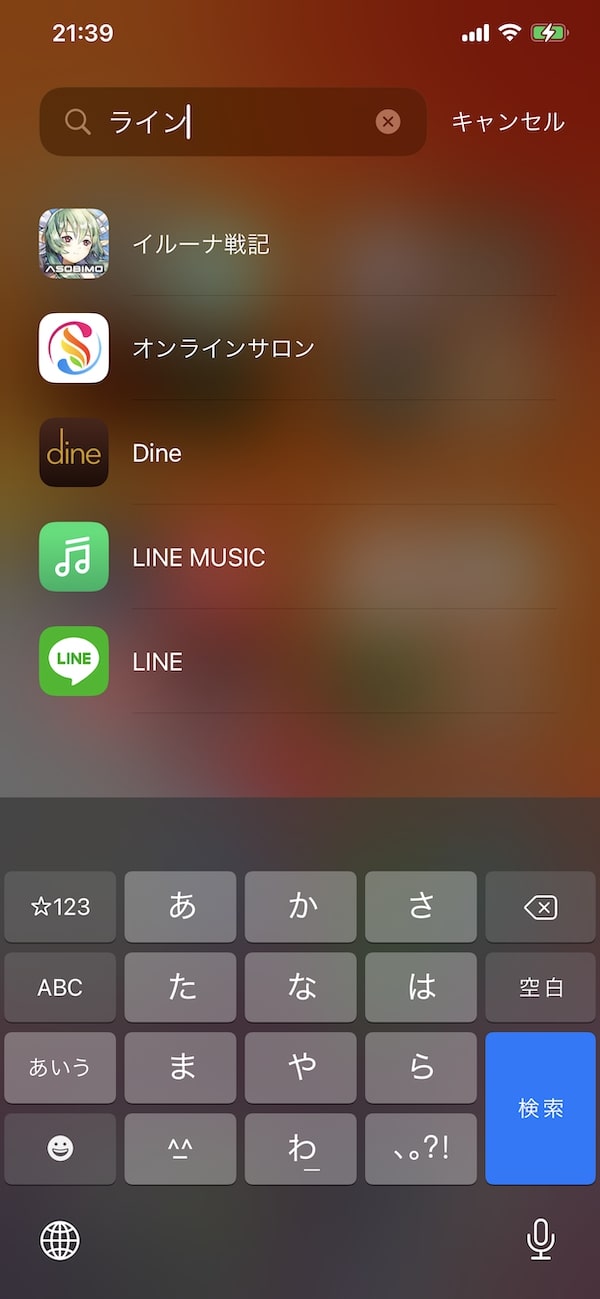 21:39
ライン
キャンセル
ASOBIMO
イルーナ戦記
オンラインサロン
dine
Dine
LINE MUSIC
LINE
LINE
☆123
あ
か
さ
ABC
た
な
は
空白
あいう
ま
や
ら
検索
^^
わ
、。?!